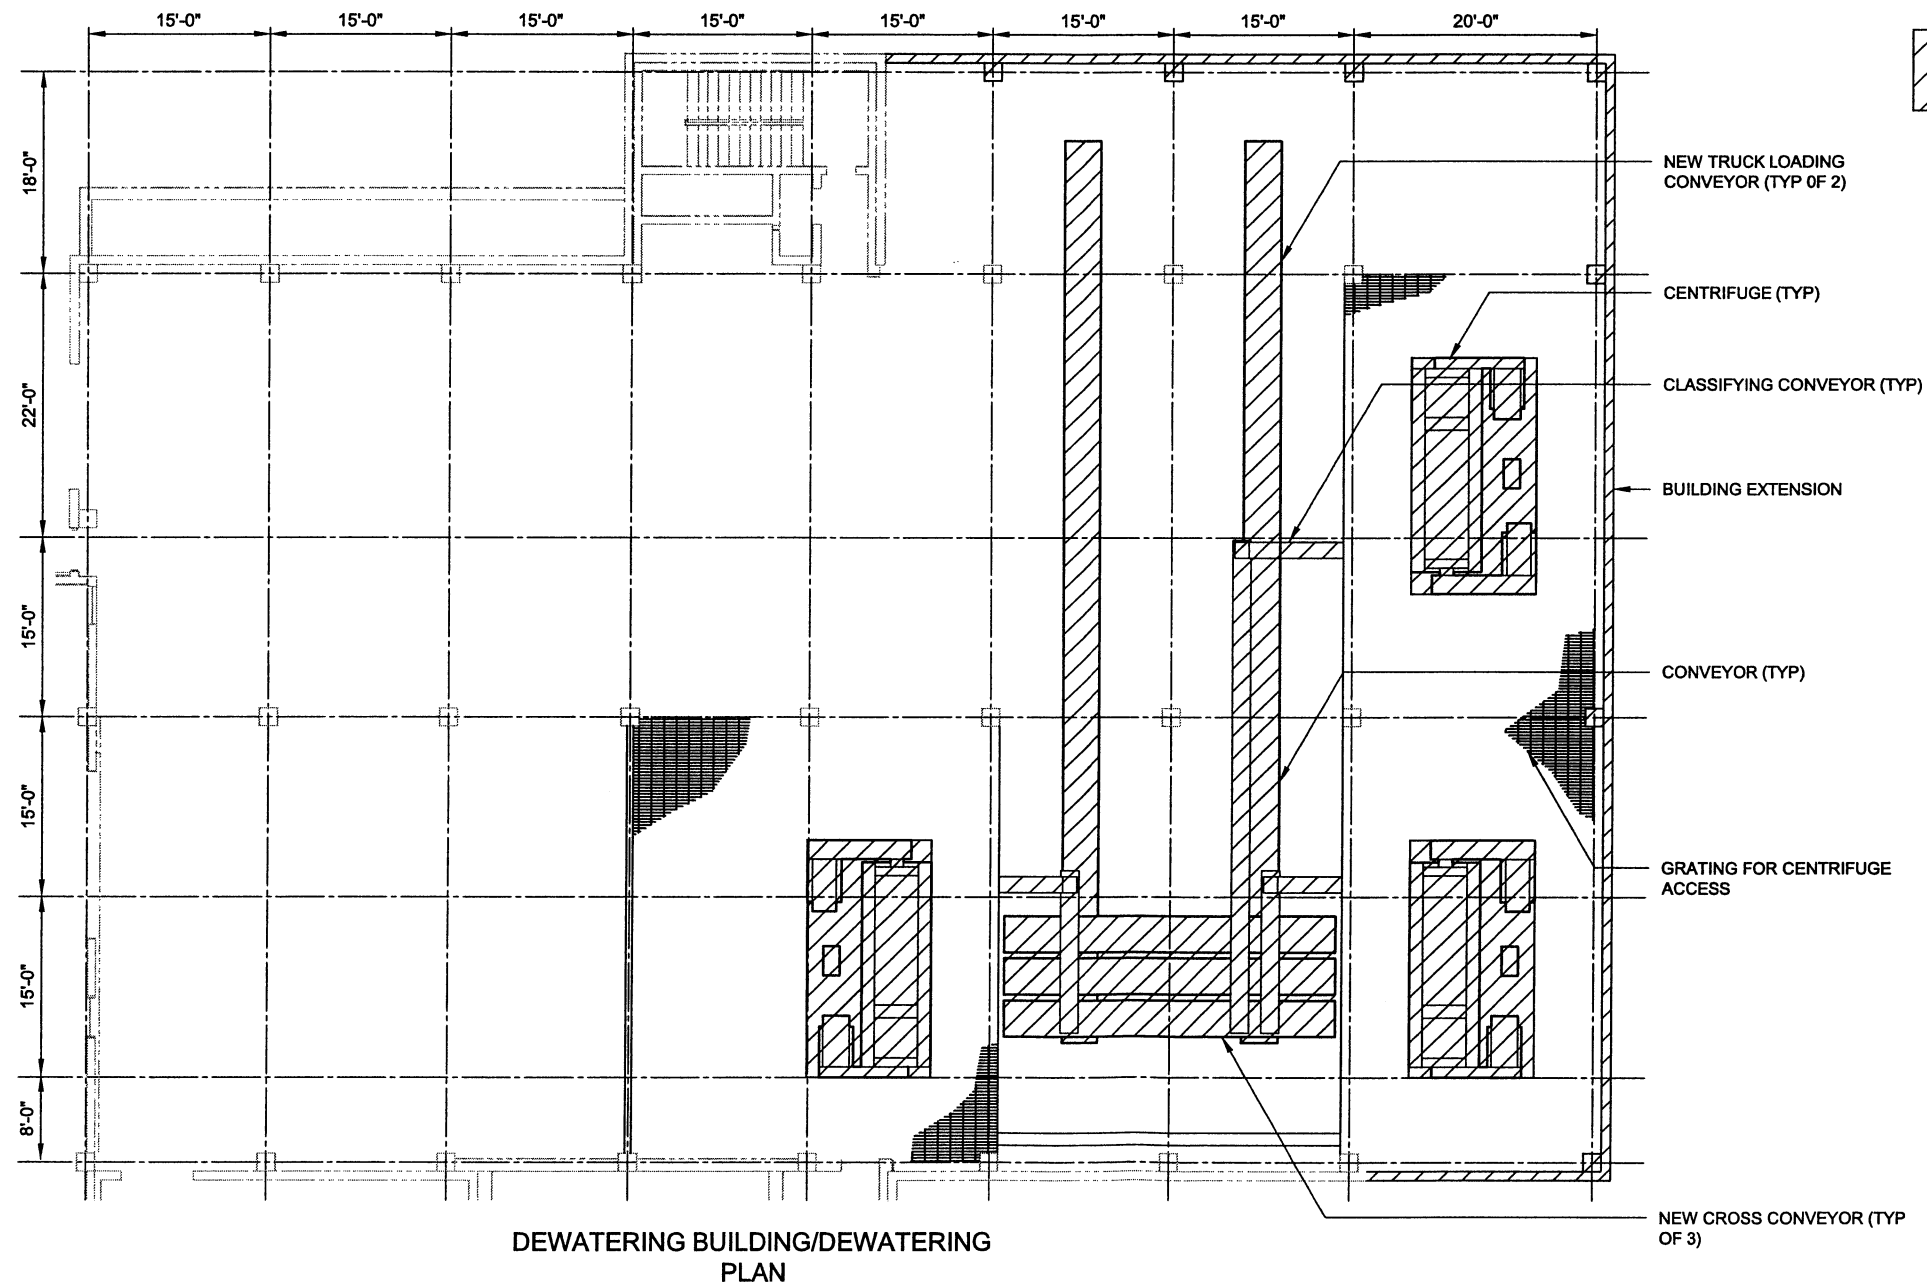 15'-0"
15'-0"
15'-0"
15'-0"
15'-0"
15'-0"
15'-0"
20'-0"
18'-0"
22'-0"
15'-0"
15'-0"
15'-0"
8'-0"
NEW TRUCK LOADING
CONVEYOR (TYP 0F 2)
CENTRIFUGE (TYP)
CLASSIFYING CONVEYOR (TYP)
BUILDING EXTENSION
CONVEYOR (TYP)
GRATING FOR CENTRIFUGE
ACCESS
NEW CROSS CONVEYOR (TYP
OF 3)
DEWATERING BUILDING/DEWATERING
PLAN